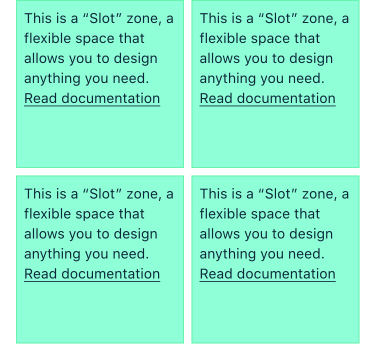 This is a “Slot” zone, a
flexible space that
allows you to design
anything you need.
Read documentation
This is a “Slot” zone, a
flexible space that
allows you to design
anything you need.
Read documentation
This is a “Slot” zone, a
flexible space that
allows you to design
anything you need.
Read documentation
This is a “Slot” zone, a
flexible space that
allows you to design
anything you need.
Read documentation